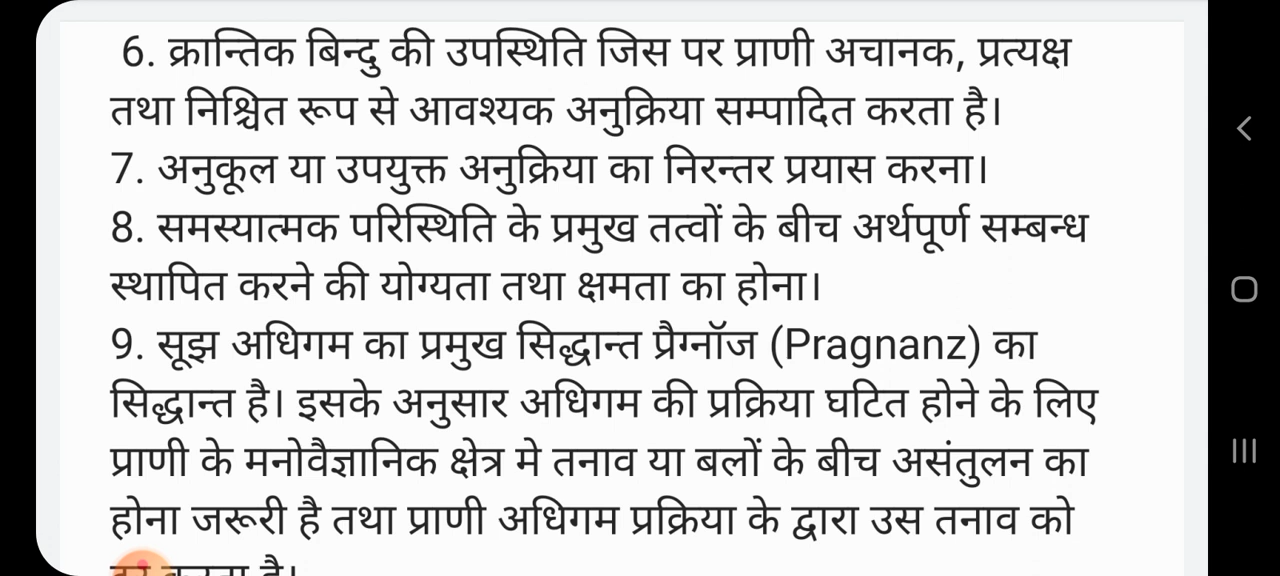 6. क्रान्तिक बिन्दु की उपस्थिति जिस पर प्राणी अचानक, प्रत्यक्ष
तथा निश्चित रूप से आवश्यक अनुक्रिया सम्पादित करता है।
7. अनुकूल या उपयुक्त अनुक्रिया का निरन्तर प्रयास करना।
8. समस्यात्मक परिस्थिति के प्रमुख तत्वों के बीच अर्थपूर्ण सम्बन्ध
स्थापित करने की योग्यता तथा क्षमता का होना।
9. सूझ अधिगम का प्रमुख सिद्धान्त प्रैग्नॉज (Pragnanz) का
सिद्धान्त है। इसके अनुसार अधिगम की प्रक्रिया घटित होने के लिए
प्राणी के मनोवैज्ञानिक क्षेत्र मे तनाव या बलों के बीच असंतुलन का
होना जरूरी है तथा प्राणी अधिगम प्रक्रिया के द्वारा उस तनाव को
करता है।